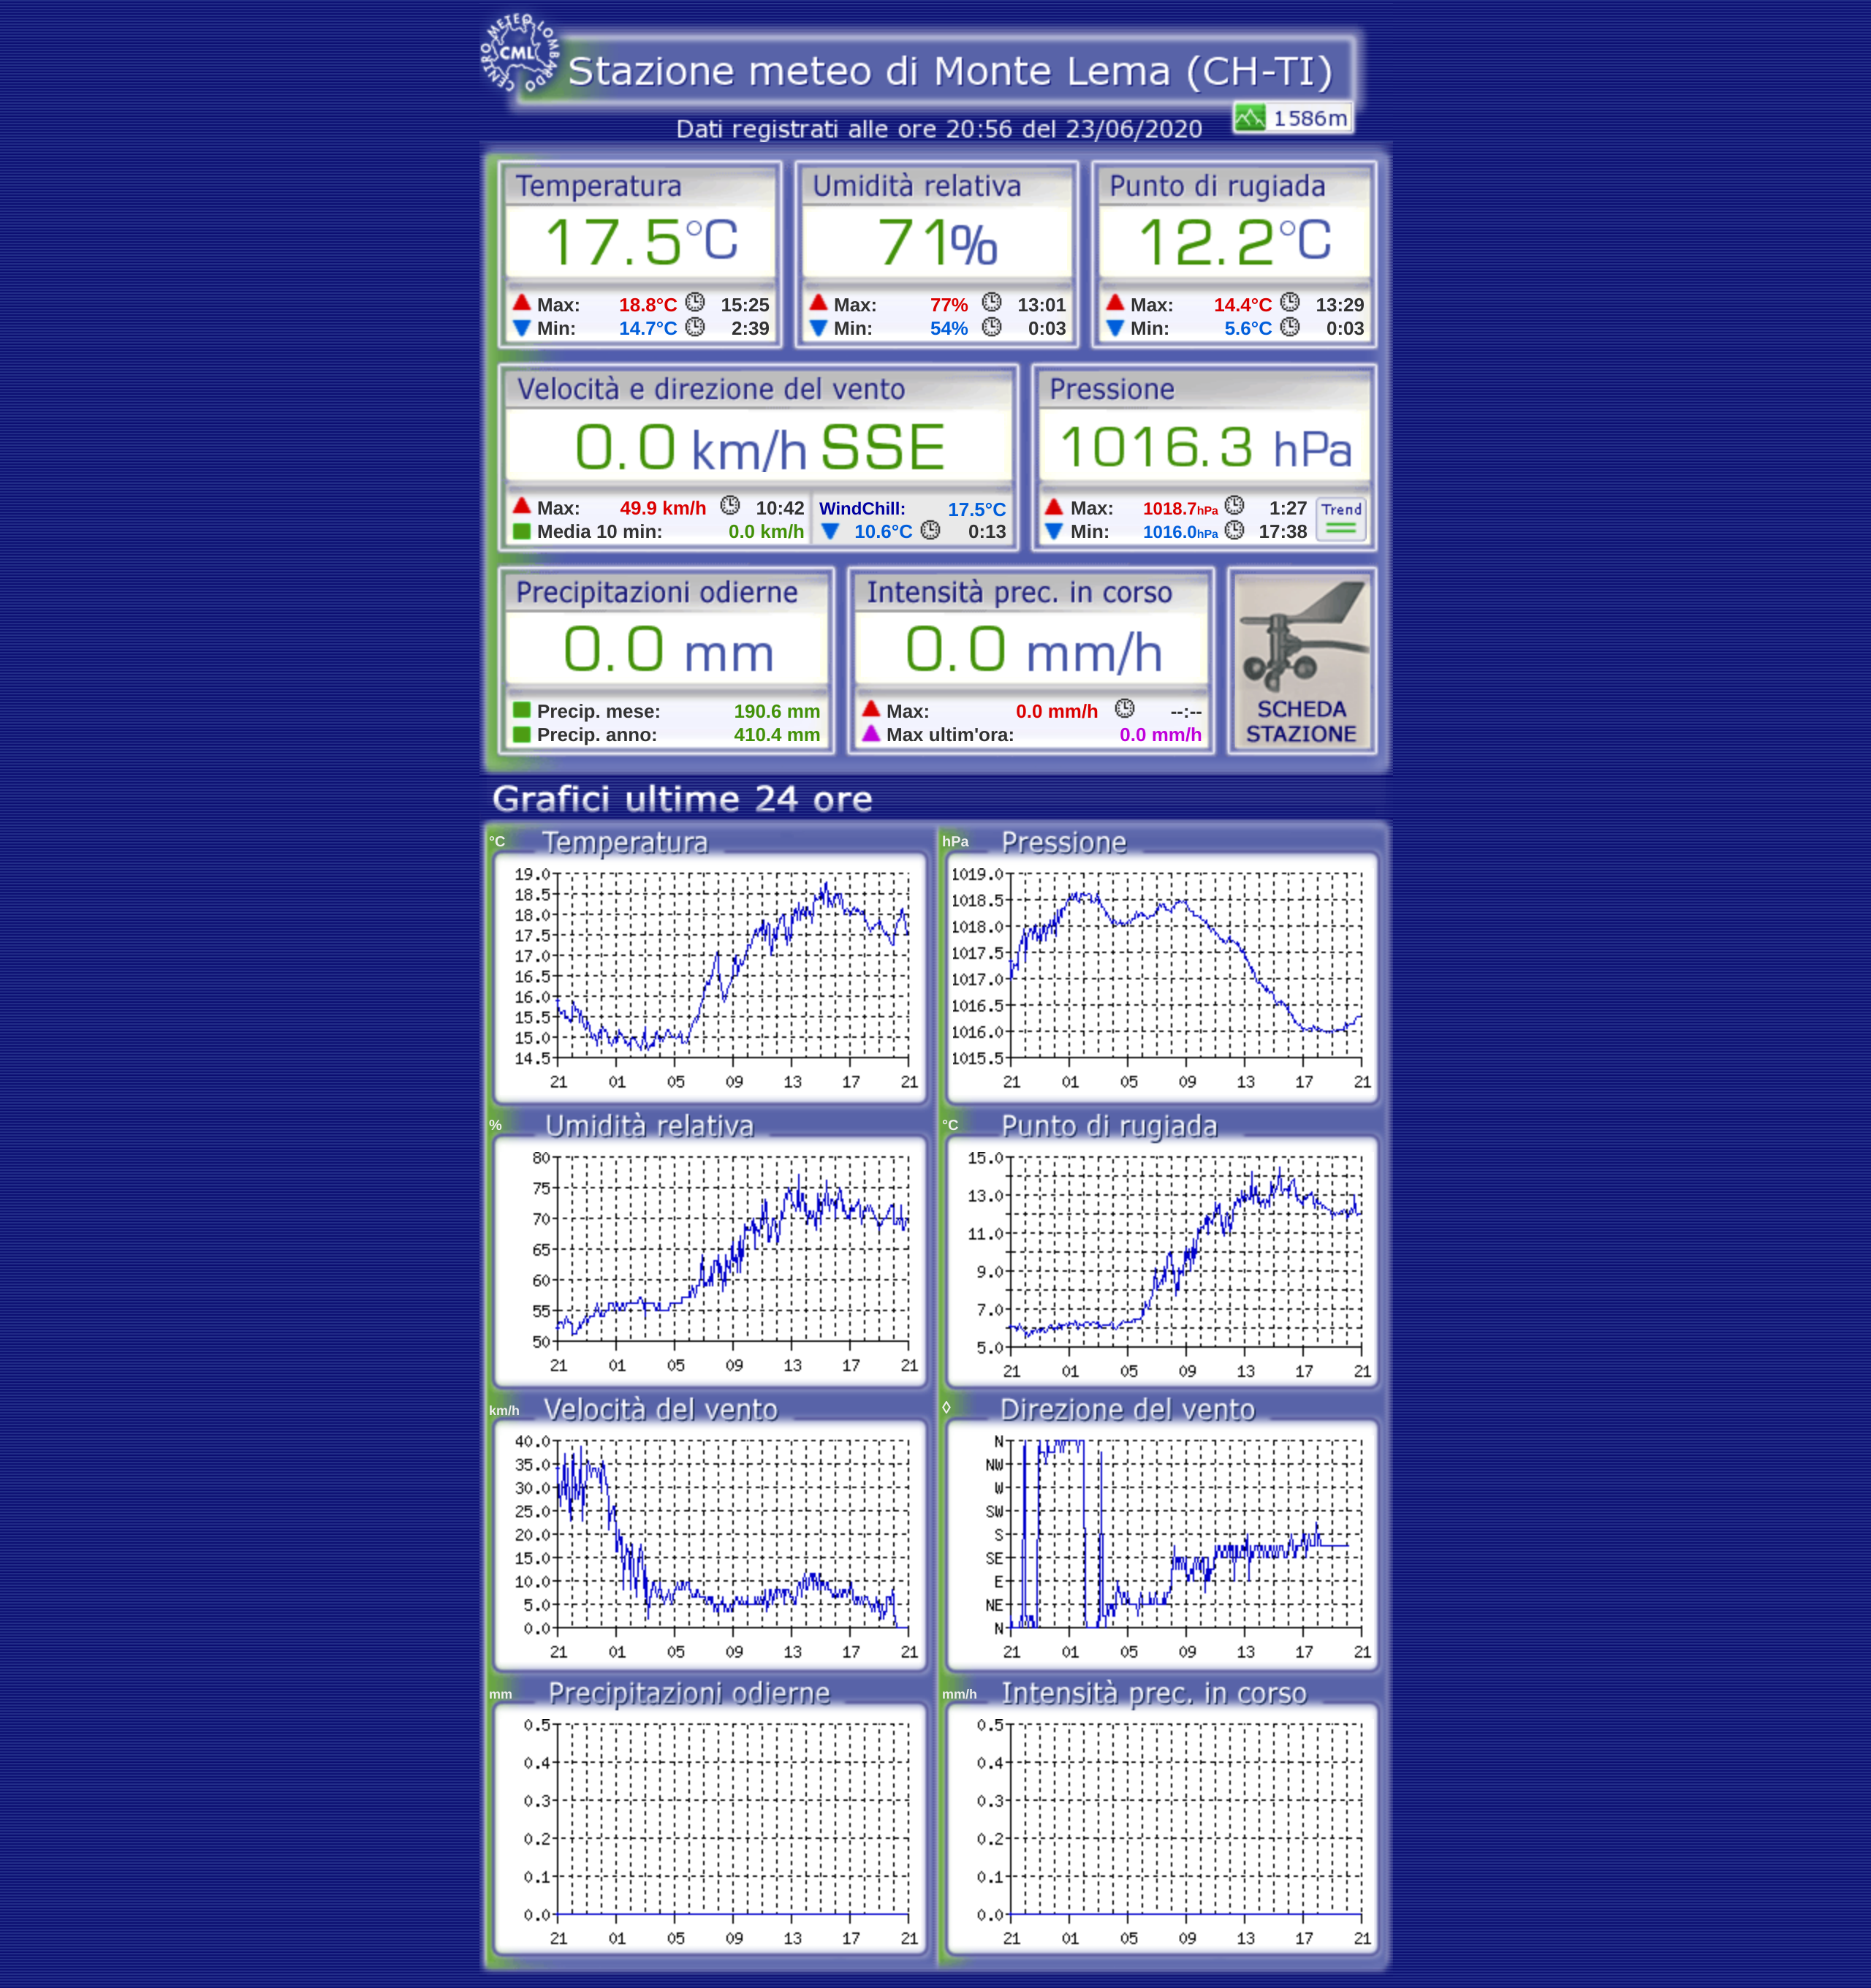 CENTRO METEO LOMBARDO
CML
Stazione meteo di Monte Lema (CH-TI)
1586m
Dati registrati alle ore 20:56 del 23/06/2020
Temperatura
17.5°C
Max: 18.8°C 15:25
Min: 14.7°C 2:39
Umidità relativa
71%
Max: 77% 13:01
Min: 54% 0:03
Punto di rugiada
12.2°C
Max: 14.4°C 13:29
Min: 5.6°C 0:03
Velocità e direzione del vento
0.0 km/h SSE
Max: 49.9 km/h 10:42
Media 10 min: 0.0 km/h
WindChill: 17.5°C
10.6°C 0:13
Pressione
1016.3 hPa
Max: 1018.7hPa 1:27
Min: 1016.0hPa 17:38
Trend
Precipitazioni odierne
0.0 mm
Precip. mese: 190.6 mm
Precip. anno: 410.4 mm
Intensità prec. in corso
0.0 mm/h
Max: 0.0 mm/h --:--
Max ultim'ora: 0.0 mm/h
SCHEDA
STAZIONE
Grafici ultime 24 ore
°C Temperatura
19.0
18.5
18.0
17.5
17.0
16.5
16.0
15.5
15.0
14.5
21 01 05 09 13 17 21
hPa Pressione
1019.0
1018.5
1018.0
1017.5
1017.0
1016.5
1016.0
1015.5
21 01 05 09 13 17 21
% Umidità relativa
80
75
70
65
60
55
50
21 01 05 09 13 17 21
°C Punto di rugiada
15.0
13.0
11.0
9.0
7.0
5.0
21 01 05 09 13 17 21
km/h Velocità del vento
40.0
35.0
30.0
25.0
20.0
15.0
10.0
5.0
0.0
21 01 05 09 13 17 21
◊ Direzione del vento
N
NW
W
SW
S
SE
E
NE
N
21 01 05 09 13 17 21
mm Precipitazioni odierne
0.5
0.4
0.3
0.2
0.1
0.0
21 01 05 09 13 17 21
mm/h Intensità prec. in corso
0.5
0.4
0.3
0.2
0.1
0.0
21 01 05 09 13 17 21